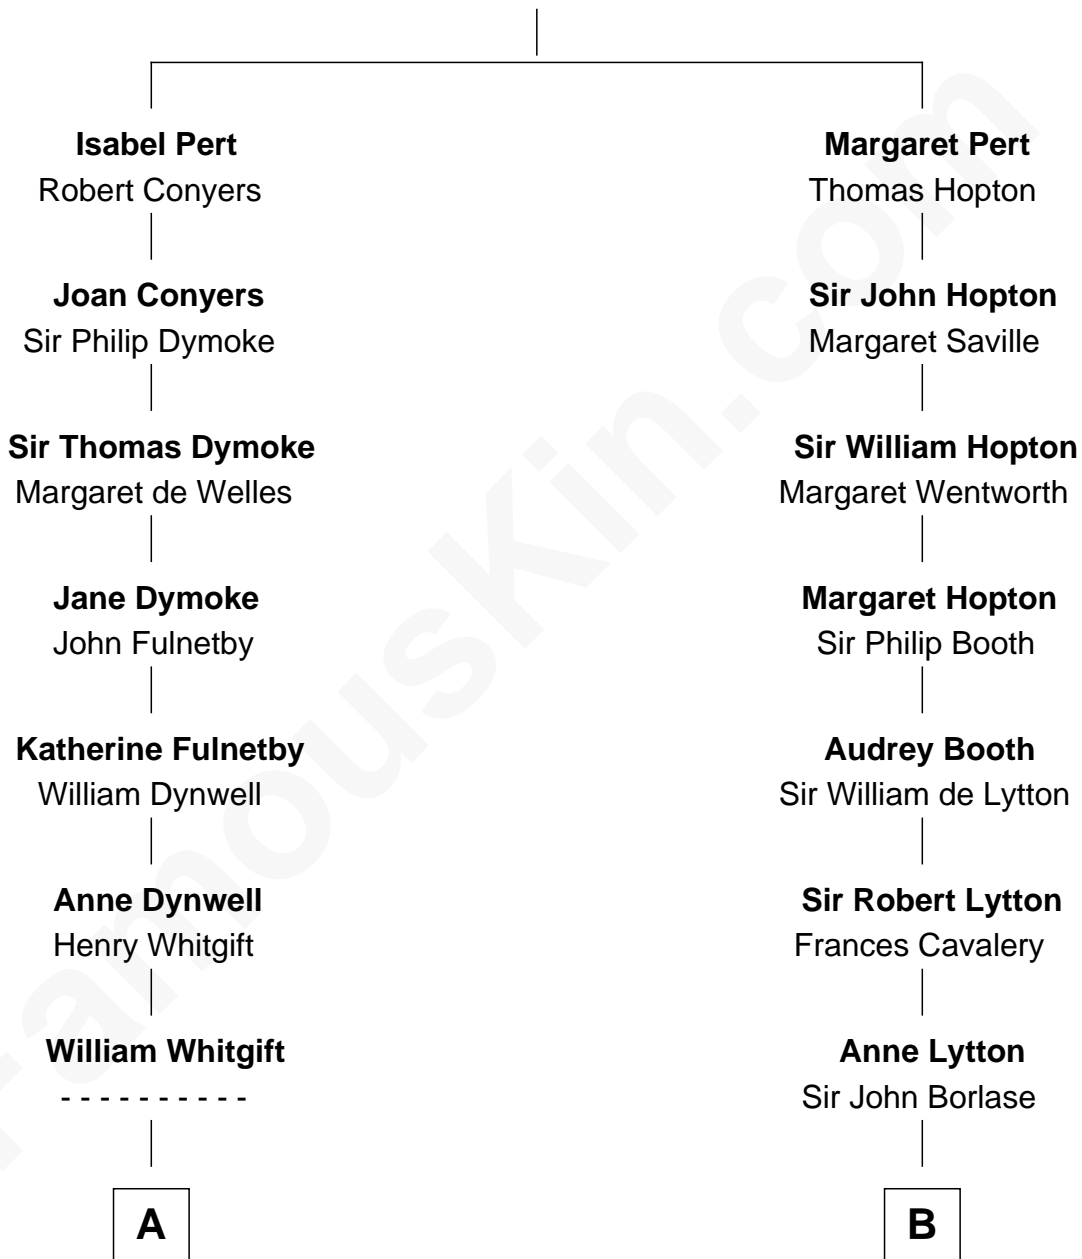 Isabel Pert
Robert Conyers
Joan Conyers
Sir Philip Dymoke
Sir Thomas Dymoke
Margaret de Welles
Jane Dymoke
John Fulnetby
Katherine Fulnetby
William Dynwell
Anne Dynwell
Henry Whitgift
William Whitgift
- - - - - - - - - -
A
Margaret Pert
Thomas Hopton
Sir John Hopton
Margaret Saville
Sir William Hopton
Margaret Wentworth
Margaret Hopton
Sir Philip Booth
Audrey Booth
Sir William de Lytton
Sir Robert Lytton
Frances Cavalery
Anne Lytton
Sir John Borlase
B
FamousKin.com